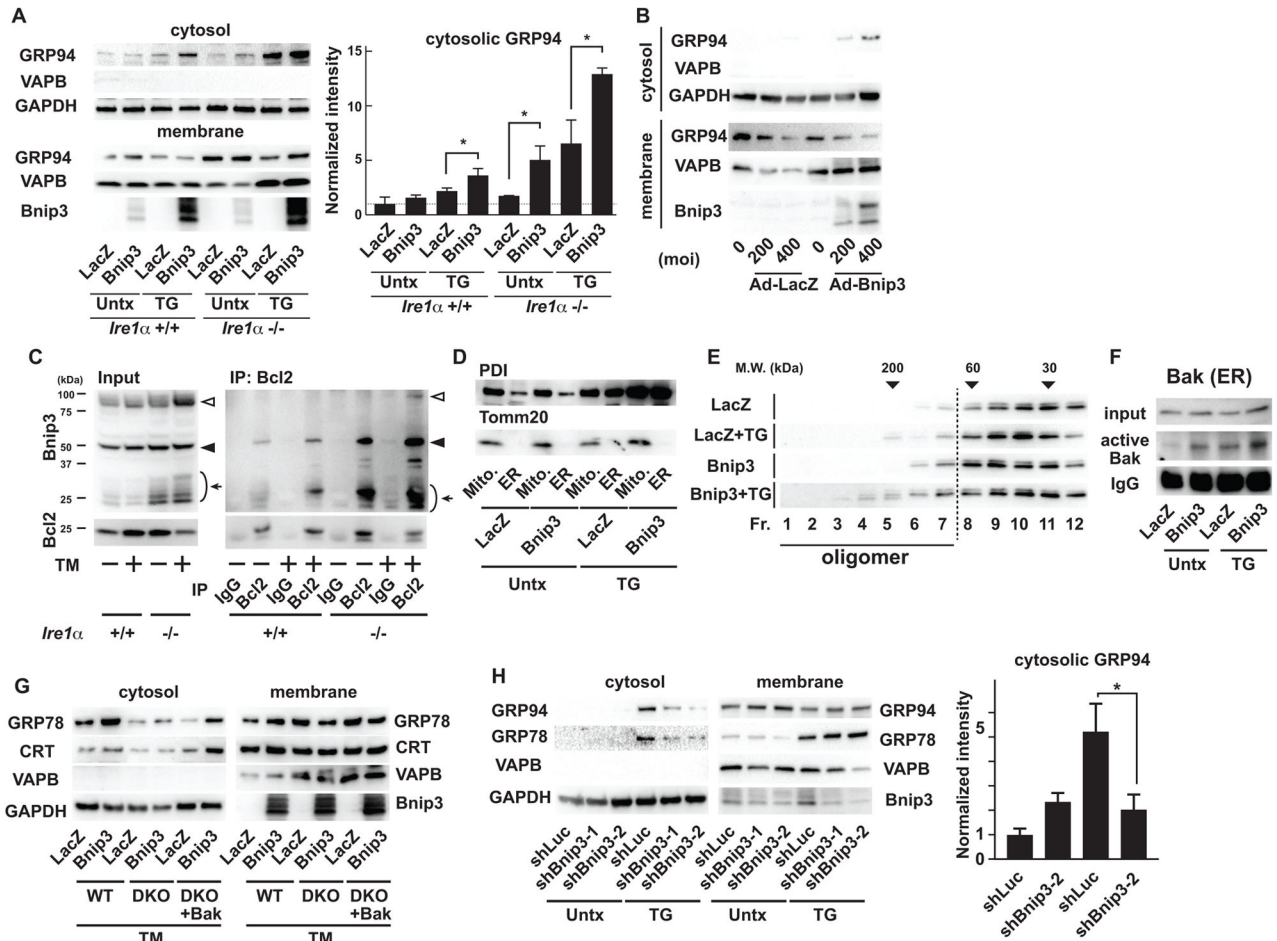 A
cytosol
GRP94
VAPB
GAPDH
membrane
GRP94
VAPB
Bnip3
LacZ Bnip3 LacZ Bnip3 LacZ Bnip3 LacZ Bnip3
Untx TG Untx TG
Ire1α +/+ Ire1α -/-
cytosolic GRP94
Normalized intensity
15
10
5
1
0
* * *
LacZ Bnip3 LacZ Bnip3 LacZ Bnip3 LacZ Bnip3
Untx TG Untx TG
Ire1α +/+ Ire1α -/-
B
cytosol
GRP94
VAPB
GAPDH
membrane
GRP94
VAPB
Bnip3
(moi) 0 200 400 0 200 400
Ad-LacZ Ad-Bnip3
C
Input IP: Bcl2
(kDa)
100
75
50
37
25
Bnip3
25
Bcl2
TM − + − +
IP IgG Bcl2 IgG Bcl2 IgG Bcl2 IgG Bcl2
− − + + − − + +
Ire1α +/+ -/- +/+ -/-
D
PDI
Tomm20
Mito. ER Mito. ER Mito. ER Mito. ER
LacZ Bnip3 LacZ Bnip3
Untx TG
E
M.W. (kDa) 200 60 30
LacZ
LacZ+TG
Bnip3
Bnip3+TG
Fr. 1 2 3 4 5 6 7 8 9 10 11 12
oligomer
F
Bak (ER)
input
active
Bak
IgG
LacZ Bnip3 LacZ Bnip3
Untx TG
G
cytosol membrane
GRP78 GRP78
CRT CRT
VAPB VAPB
GAPDH Bnip3
LacZ Bnip3 LacZ Bnip3 LacZ Bnip3 LacZ Bnip3 LacZ Bnip3 LacZ Bnip3
WT DKO DKO +Bak WT DKO DKO +Bak
TM TM
H
cytosol membrane
GRP94 GRP94
GRP78 GRP78
VAPB VAPB
GAPDH Bnip3
shLuc shBnip3-1 shBnip3-2 shLuc shBnip3-1 shBnip3-2 shLuc shBnip3-1 shBnip3-2 shLuc shBnip3-1 shBnip3-2
Untx TG Untx TG
cytosolic GRP94
Normalized intensity
5
1
0
*
shLuc shBnip3-2 shLuc shBnip3-2